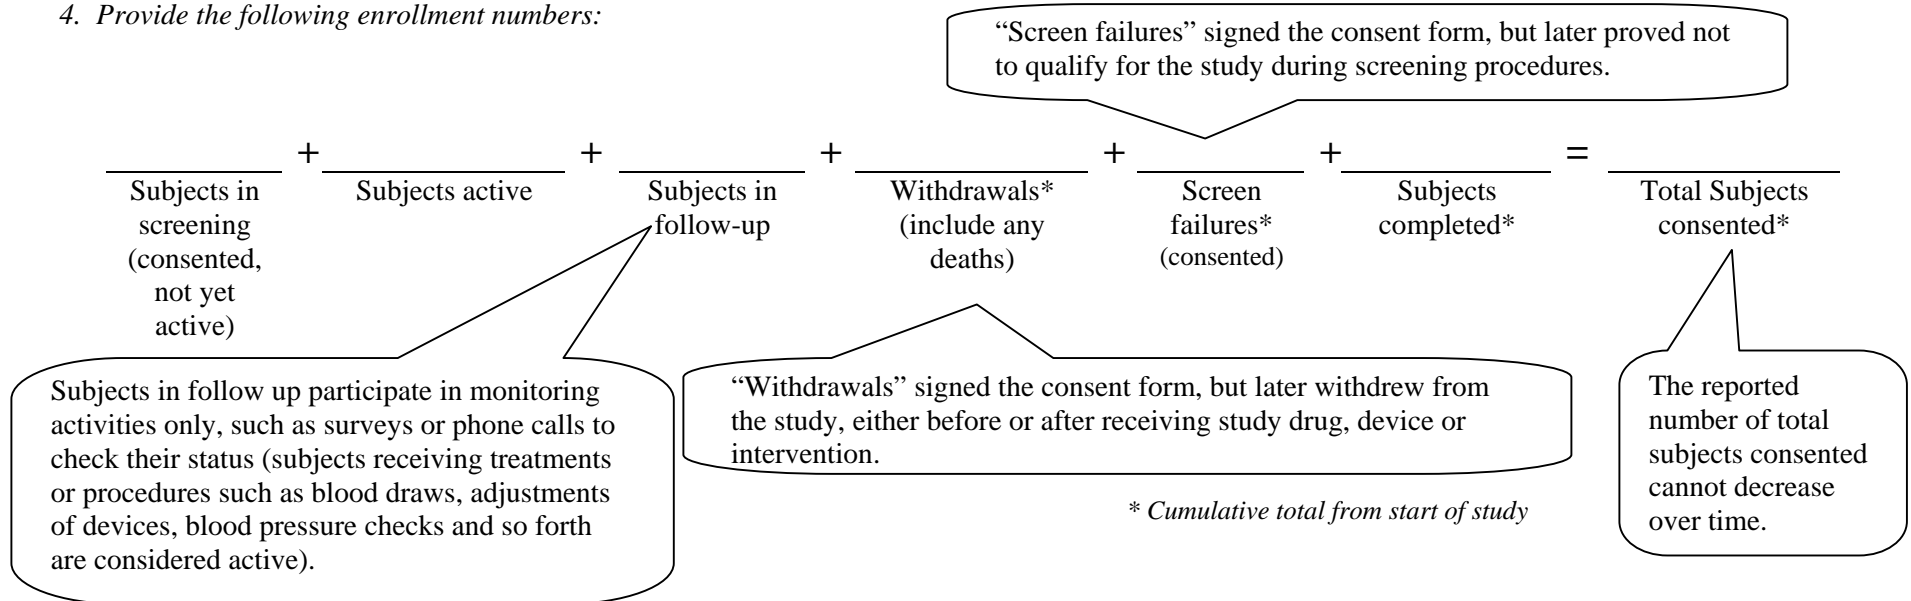 4. Provide the following enrollment numbers:
“Screen failures” signed the consent form, but later proved not
to qualify for the study during screening procedures.
+ + + + + =
Subjects in
screening
(consented,
not yet
active)
Subjects active
Subjects in
follow-up
Withdrawals*
(include any
deaths)
Screen
failures*
(consented)
Subjects
completed*
Total Subjects
consented*
Subjects in follow up participate in monitoring
activities only, such as surveys or phone calls to
check their status (subjects receiving treatments
or procedures such as blood draws, adjustments
of devices, blood pressure checks and so forth
are considered active).
“Withdrawals” signed the consent form, but later withdrew from
the study, either before or after receiving study drug, device or
intervention.
The reported
number of total
subjects consented
cannot decrease
over time.
* Cumulative total from start of study